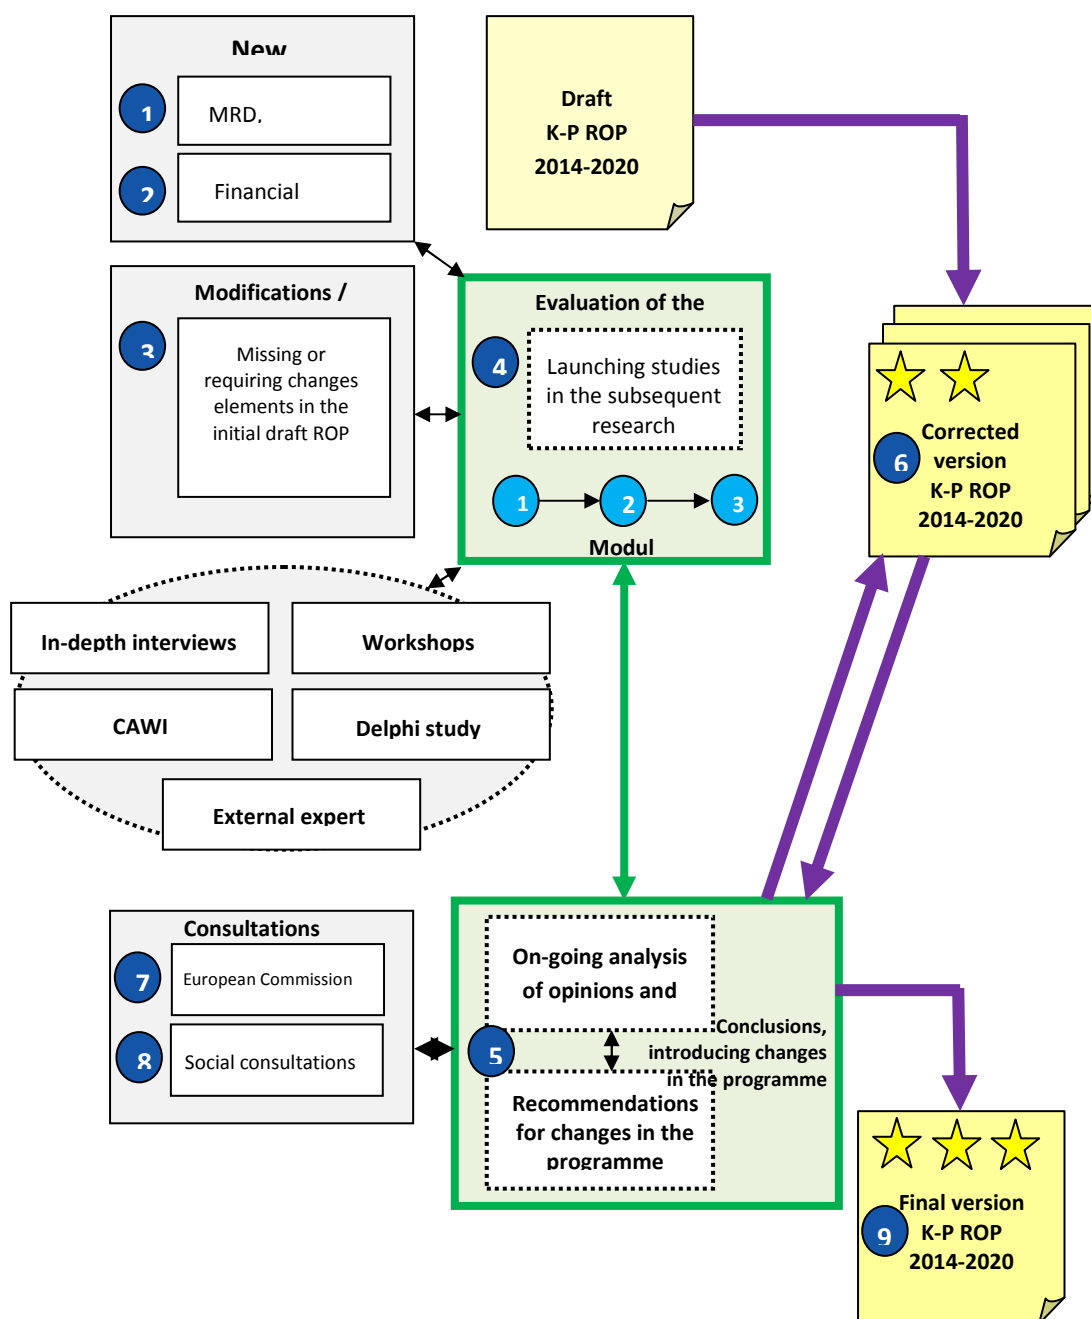 New
1
MRD,
2
Financial
Draft
K-P ROP
2014-2020
Modifications /
3
Missing or
requiring changes
elements in the
initial draft ROP
Evaluation of the
4
Launching studies
in the subsequent
research
1
2
3
Modul
6
Corrected
version
K-P ROP
2014-2020
In-depth interviews
Workshops
CAWI
Delphi study
External expert
Consultations
7
European Commission
8
Social consultations
On-going analysis
of opinions and
5
Conclusions,
introducing changes
in the programme
Recommendations
for changes in the
programme
Final version
9
K-P ROP
2014-2020